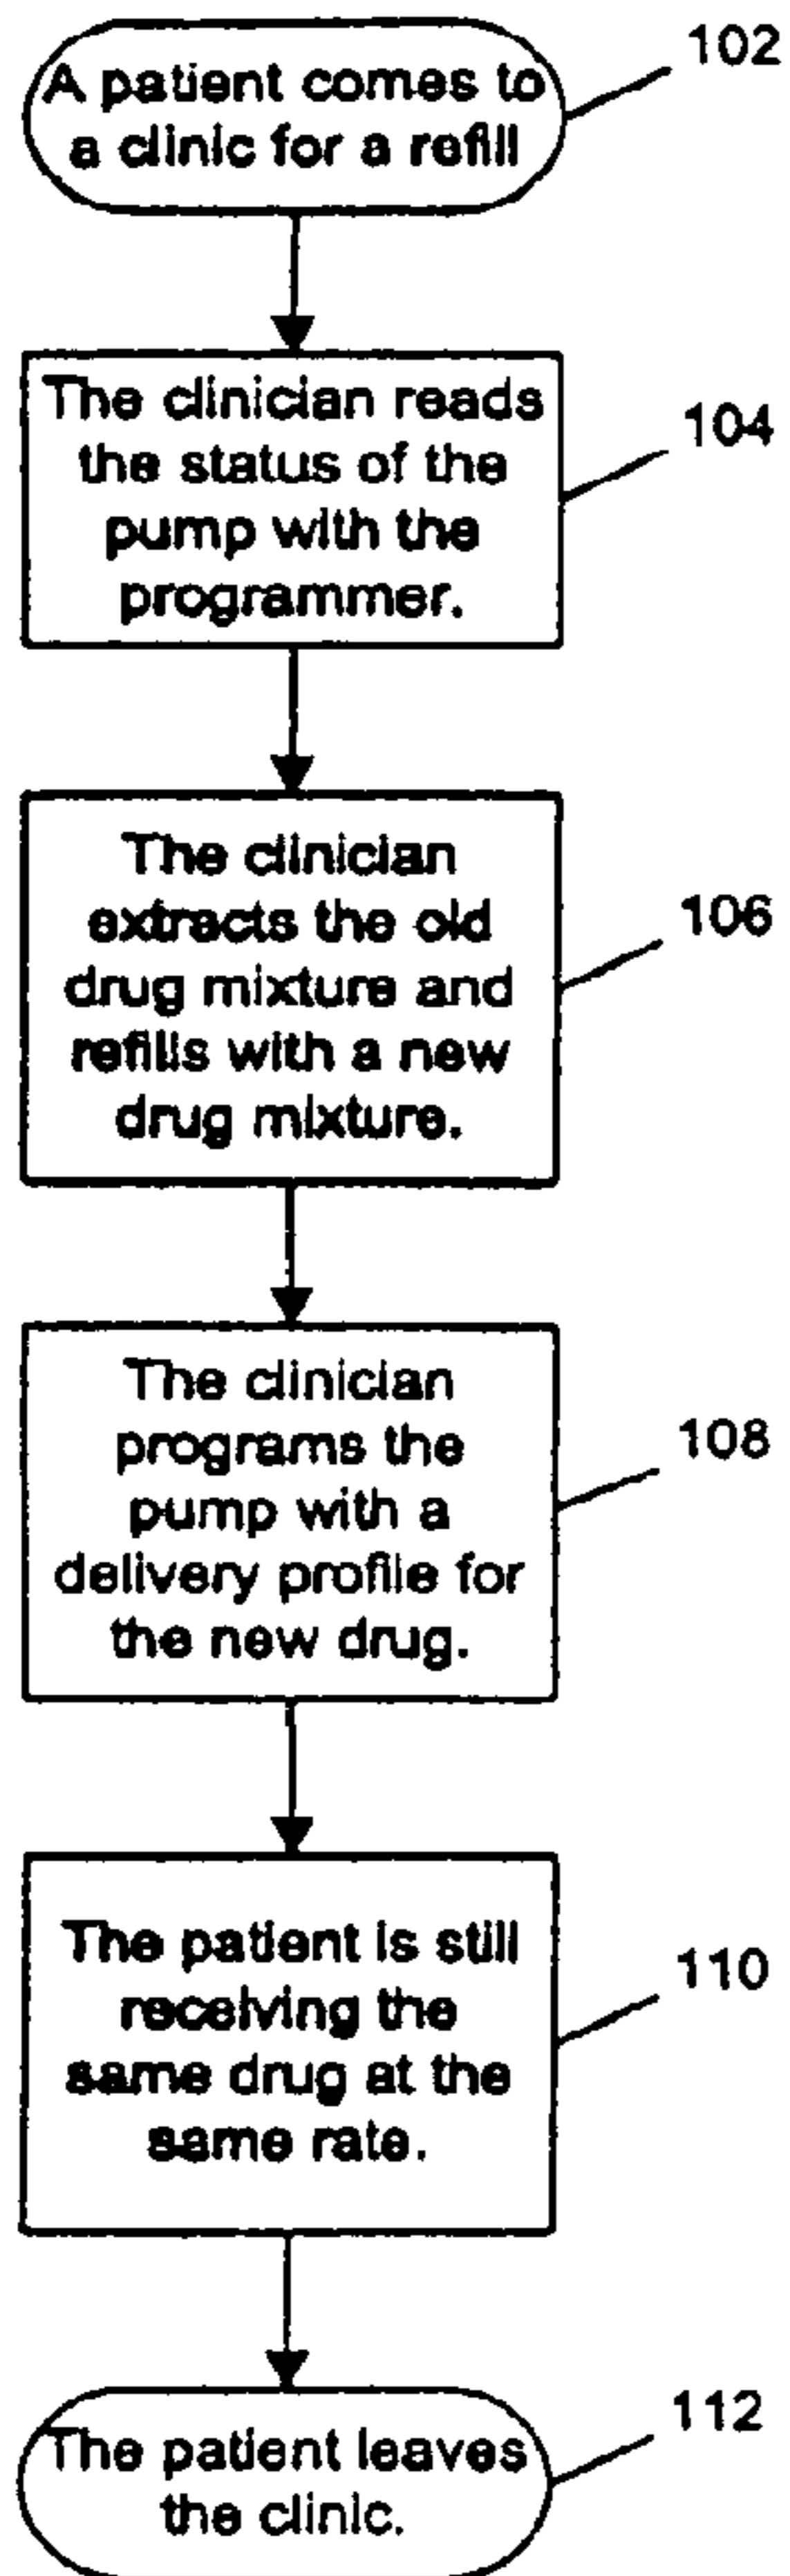 A patient comes to
a clinic for a refill
102
The clinician reads
the status of the
pump with the
programmer.
104
The clinician
extracts the old
drug mixture and
refills with a new
drug mixture.
106
The clinician
programs the
pump with a
delivery profile for
the new drug.
108
The patient is still
receiving the
same drug at the
same rate.
110
The patient leaves
the clinic.
112